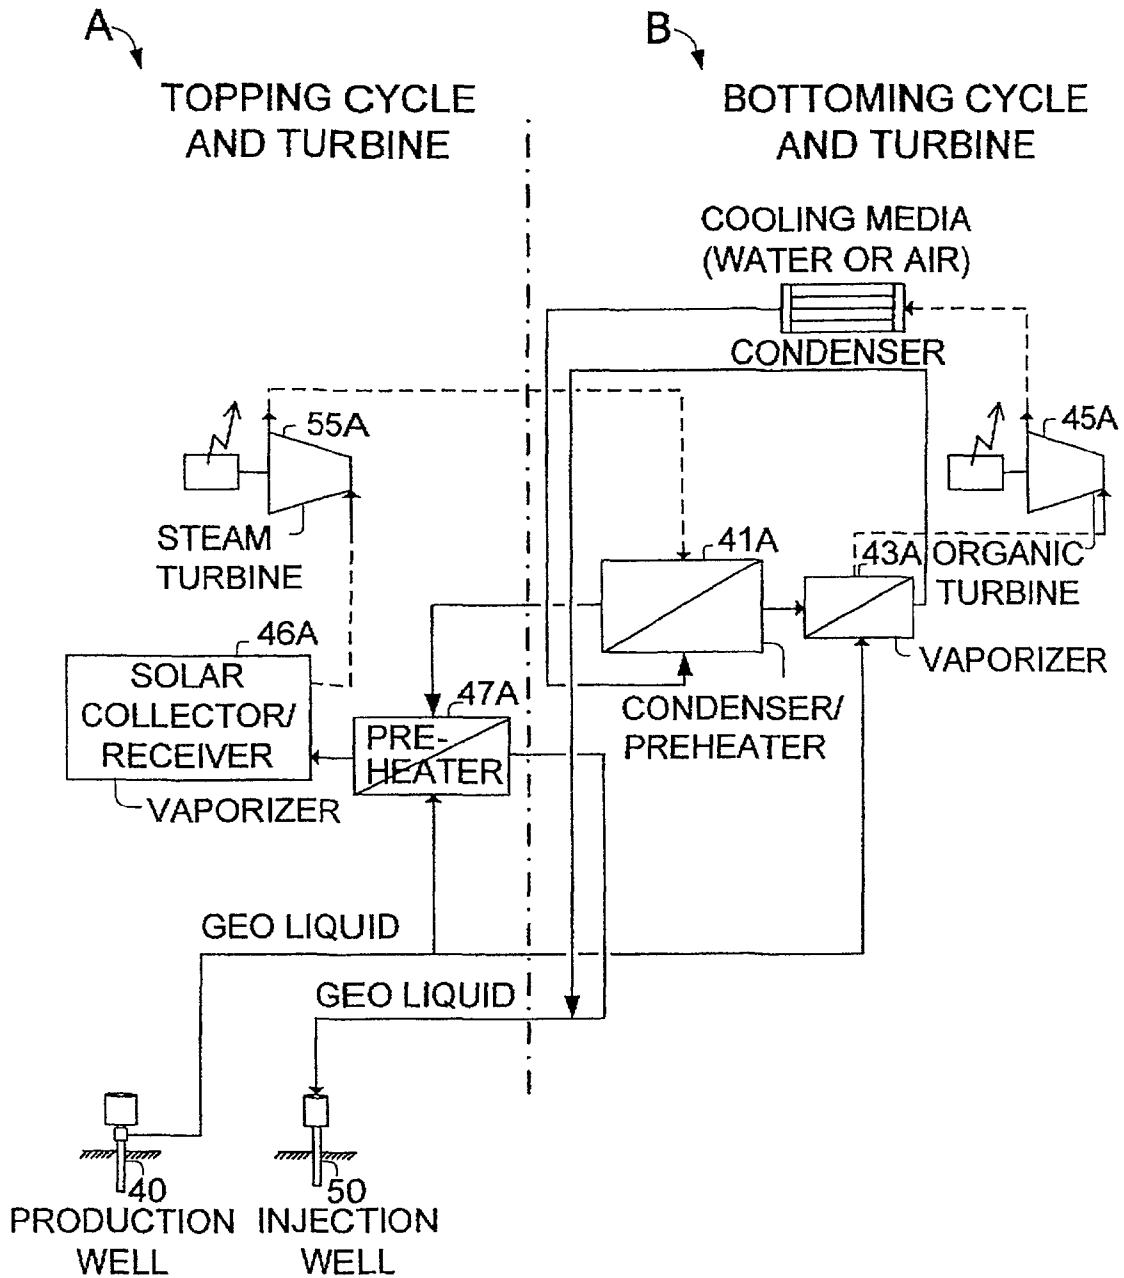 A
B
TOPPING CYCLE
AND TURBINE
BOTTOMING CYCLE
AND TURBINE
COOLING MEDIA
(WATER OR AIR)
CONDENSER
55A
45A
STEAM
TURBINE
41A
43A
ORGANIC
TURBINE
46A
SOLAR
COLLECTOR/
RECEIVER
VAPORIZER
47A
PRE-
HEATER
VAPORIZER
CONDENSER/
PREHEATER
GEO LIQUID
GEO LIQUID
40
PRODUCTION
WELL
50
INJECTION
WELL